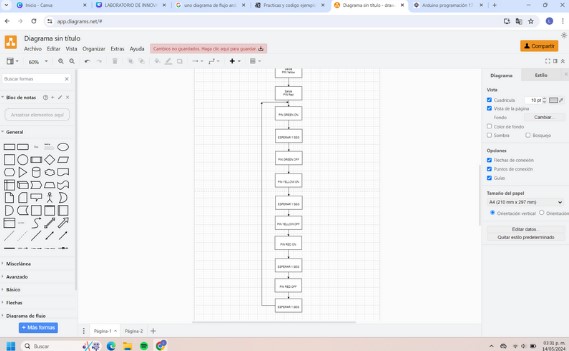 Inicio - Canva
LABORATORIO DE INNOV
uno diagrama de flujo en
Practicas y codigo ejemplo
Diagrama sin título - draw
Arduino programación
app.diagrams.net/#
Diagrama sin título
Archivo Editar Vista Organizar Extras Ayuda
Cambios no guardados. Haga clic aquí para guardar.
Compartir
60%
Buscar formas
Bloc de notas
Arrastrar elementos aquí
General
Miscelánea
Avanzado
Básico
Flechas
Diagrama de flujo
+ Más formas
PIN GREEN ON
ESPERAR 1 SEG
PIN GREEN OFF
PIN YELLOW ON
ESPERAR 1 SEG
PIN YELLOW OFF
PIN RED ON
ESPERAR 1 SEG
PIN RED OFF
ESPERAR 1 SEG
Página-1
Página-2
Diagrama
Estilo
Vista
Cuadrícula
10 pt
Vista de la página
Fondo
Cambiar...
Color de fondo
Sombra
Bosquejo
Opciones
Flechas de conexión
Puntos de conexión
Guías
Tamaño del papel
A4 (210 mm x 297 mm)
Orientación vertical
Orientación
Editar datos
Quitar estilo predeterminado
Buscar
03:31 p. m.
14/05/2024